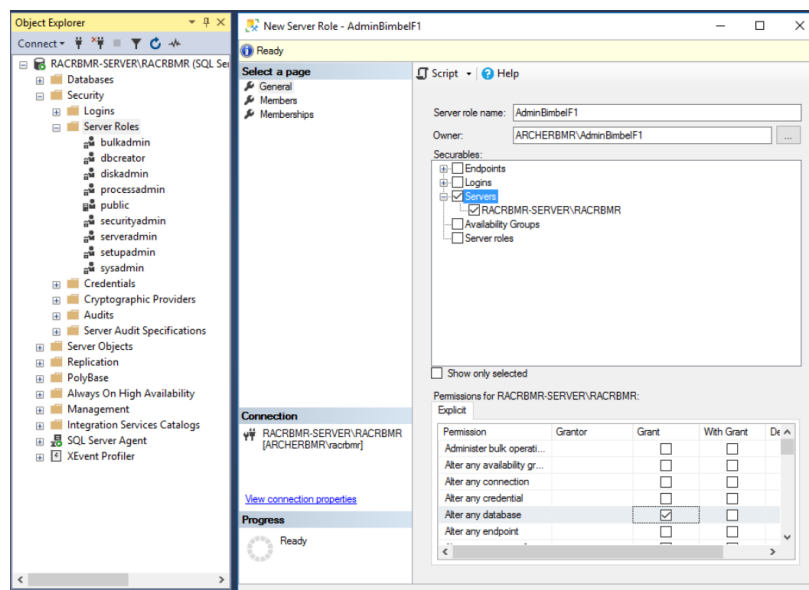 Object Explorer
Connect
RACRBMR-SERVER\RACRBMR (SQL Ser
Databases
Security
Logins
Server Roles
bulkadmin
dbcreator
diskadmin
processadmin
public
securityadmin
serveradmin
setupadmin
sysadmin
Credentials
Cryptographic Providers
Audits
Server Audit Specifications
Server Objects
Replication
PolyBase
Always On High Availability
Management
Integration Services Catalogs
SQL Server Agent
XEvent Profiler
New Server Role - AdminBimbelF1
Ready
Select a page
General
Members
Memberships
Connection
RACRBMR-SERVER\RACRBMR
[ARCHERBMR\racrbmr]
View connection properties
Progress
Ready
Script Help
Server role name: AdminBimbelF1
Owner: ARCHERBMR\AdminBimbelF1 ...
Securables:
Endpoints
Logins
Servers
RACRBMR-SERVER\RACRBMR
Availability Groups
Server roles
Show only selected
Permissions for RACRBMR-SERVER\RACRBMR:
Explicit
Permission Grantor Grant With Grant De
Administer bulk operati...
Alter any availability gr...
Alter any connection
Alter any credential
Alter any database
Alter any endpoint